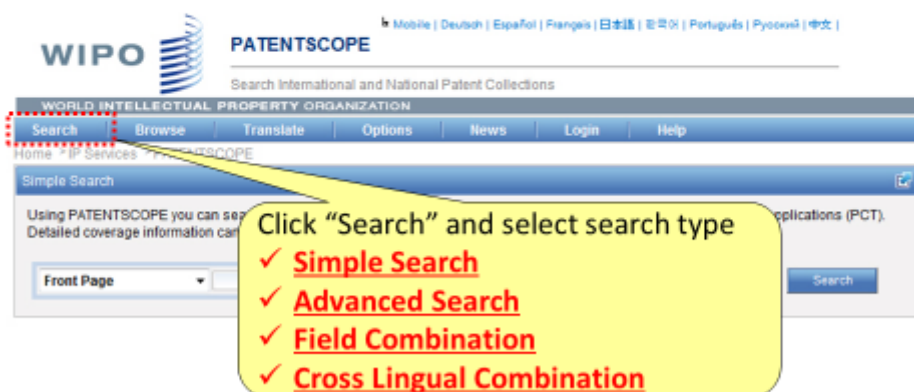 Mobile | Deutsch | Español | Français | 日本語 | 한국어 | Português | Русский | 中文 |
WIPO
PATENTSCOPE
Search International and National Patent Collections
WORLD INTELLECTUAL PROPERTY ORGANIZATION
Search Browse Translate Options News Login Help
Home IP Services PATENTSCOPE
Simple Search
Using PATENTSCOPE you can sea pplications (PCT).
Detailed coverage information can
Front Page Search
Click “Search” and select search type
✓ Simple Search
✓ Advanced Search
✓ Field Combination
✓ Cross Lingual Combination